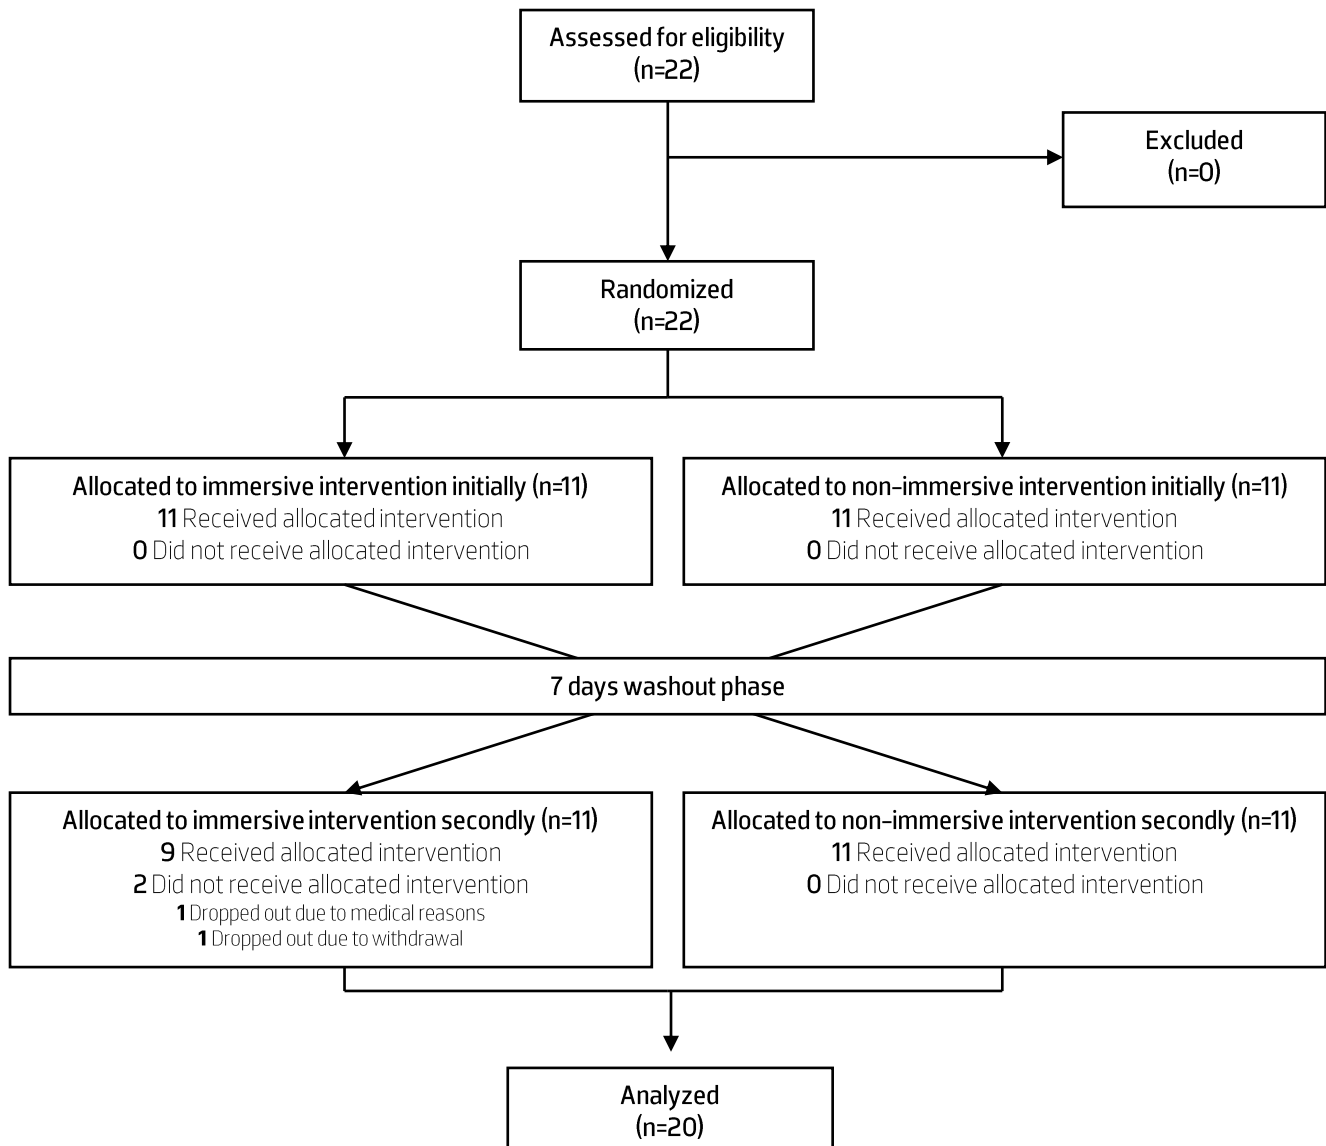 Assessed for eligibility
(n=22)
Excluded
(n=0)
Randomized
(n=22)
Allocated to immersive intervention initially (n=11)
11 Received allocated intervention
0 Did not receive allocated intervention
Allocated to non-immersive intervention initially (n=11)
11 Received allocated intervention
0 Did not receive allocated intervention
7 days washout phase
Allocated to immersive intervention secondly (n=11)
9 Received allocated intervention
2 Did not receive allocated intervention
1 Dropped out due to medical reasons
1 Dropped out due to withdrawal
Allocated to non-immersive intervention secondly (n=11)
11 Received allocated intervention
0 Did not receive allocated intervention
Analyzed
(n=20)